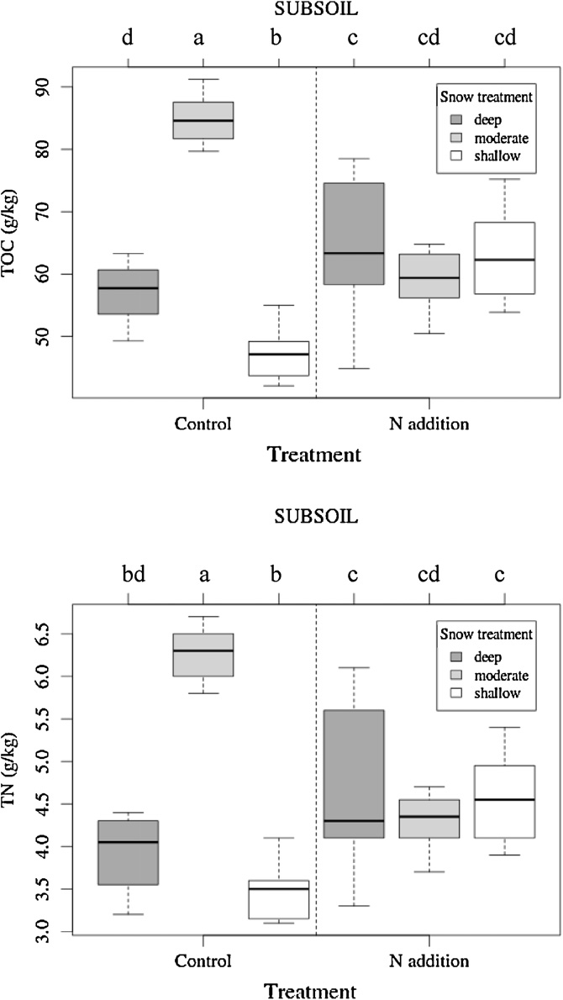 SUBSOIL
d a b c cd cd
90
80
70
60
50
TOC (g/kg)
Snow treatment
deep
moderate
shallow
Control N addition
Treatment
SUBSOIL
bd a b c cd c
6.5
6.0
5.5
5.0
4.5
4.0
3.5
3.0
TN (g/kg)
Snow treatment
deep
moderate
shallow
Control N addition
Treatment